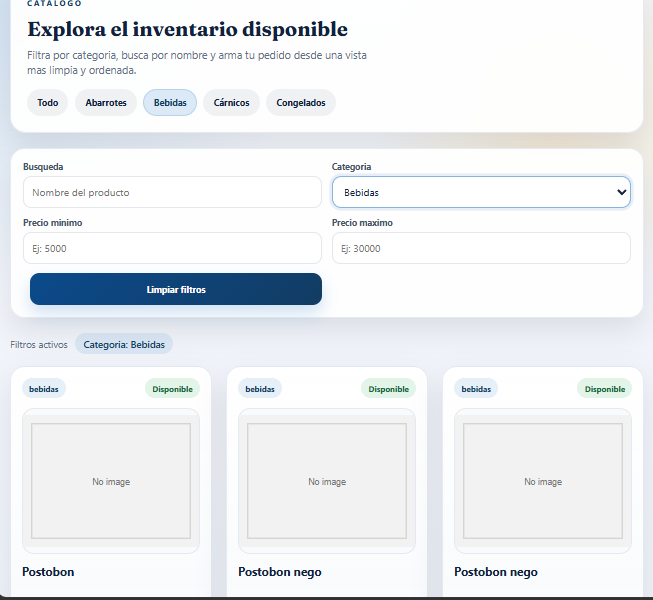 CATÁLOGO
Explora el inventario disponible
Filtra por categoria, busca por nombre y arma tu pedido desde una vista
mas limpia y ordenada.
Todo
Abarrotes
Bebidas
Cárnicos
Congelados
Busqueda
Categoria
Nombre del producto
Bebidas
Precio minimo
Precio maximo
Ej: 5000
Ej: 30000
Limpiar filtros
Filtros activos
Categoria: Bebidas
bebidas
Disponible
bebidas
Disponible
bebidas
Disponible
No image
No image
No image
Postobon
Postobon nego
Postobon nego